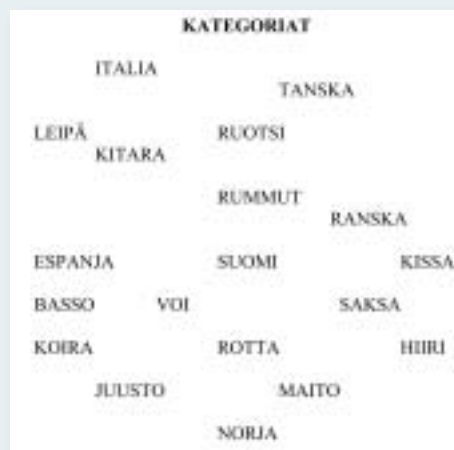 KATEGORIAT
ITALIA
TANSKA
LEIPÄ RUOTSI
KITARA
RUMMUT
RANSKA
ESPANJA SUOMI KISSA
BASSO VOI SAKSA
KOIRA ROTTA HIIRI
JUUSTO MAITO
NORJA